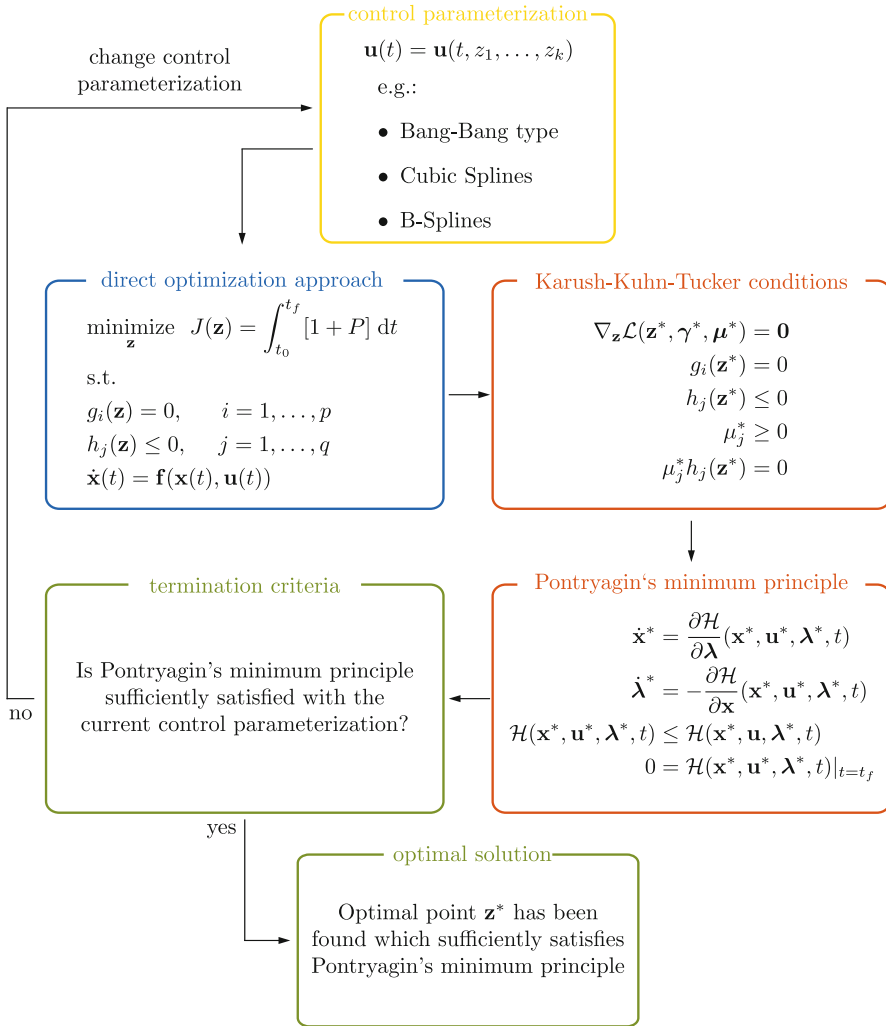 control parameterization
𝐮(t) = 𝐮(t, z₁, . . . , zₖ)
e.g.:
• Bang-Bang type
• Cubic Splines
• B-Splines
change control
parameterization
direct optimization approach
minimize J(𝐳) = ∫ₜ₀^{t_f} [1 + P] dt
𝐳
s.t.
gᵢ(𝐳) = 0, i = 1, . . . , p
hⱼ(𝐳) ≤ 0, j = 1, . . . , q
𝐱̇(t) = 𝐟(𝐱(t), 𝐮(t))
Karush-Kuhn-Tucker conditions
∇_𝐳 ℒ(𝐳*, 𝛄*, 𝛍*) = 𝟎
gᵢ(𝐳*) = 0
hⱼ(𝐳*) ≤ 0
μⱼ* ≥ 0
μⱼ* hⱼ(𝐳*) = 0
Pontryagin‘s minimum principle
𝐱̇* = ∂ℋ/∂𝛌 (𝐱*, 𝐮*, 𝛌*, t)
𝛌̇* = −∂ℋ/∂𝐱 (𝐱*, 𝐮*, 𝛌*, t)
ℋ(𝐱*, 𝐮*, 𝛌*, t) ≤ ℋ(𝐱*, 𝐮, 𝛌*, t)
0 = ℋ(𝐱*, 𝐮*, 𝛌*, t)|_{t=t_f}
termination criteria
Is Pontryagin's minimum principle
sufficiently satisfied with the
current control parameterization?
no
yes
optimal solution
Optimal point 𝐳* has been
found which sufficiently satisfies
Pontryagin's minimum principle